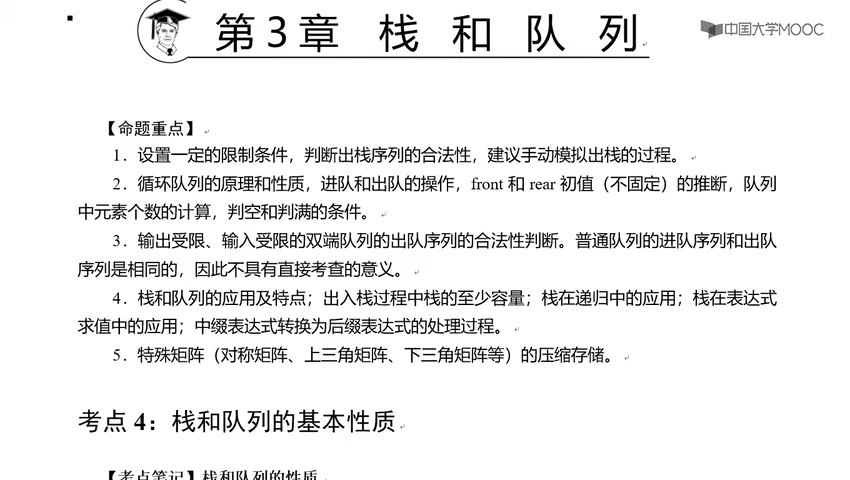 第3章 栈 和 队 列
中国大学MOOC
【命题重点】
1．设置一定的限制条件，判断出栈序列的合法性，建议手动模拟出栈的过程。
2．循环队列的原理和性质，进队和出队的操作，front 和 rear 初值（不固定）的推断，队列
中元素个数的计算，判空和判满的条件。
3．输出受限、输入受限的双端队列的出队序列的合法性判断。普通队列的进队序列和出队
序列是相同的，因此不具有直接考查的意义。
4．栈和队列的应用及特点；出入栈过程中栈的至少容量；栈在递归中的应用；栈在表达式
求值中的应用；中缀表达式转换为后缀表达式的处理过程。
5．特殊矩阵（对称矩阵、上三角矩阵、下三角矩阵等）的压缩存储。
考点 4：栈和队列的基本性质
【考点笔记】栈和队列的性质